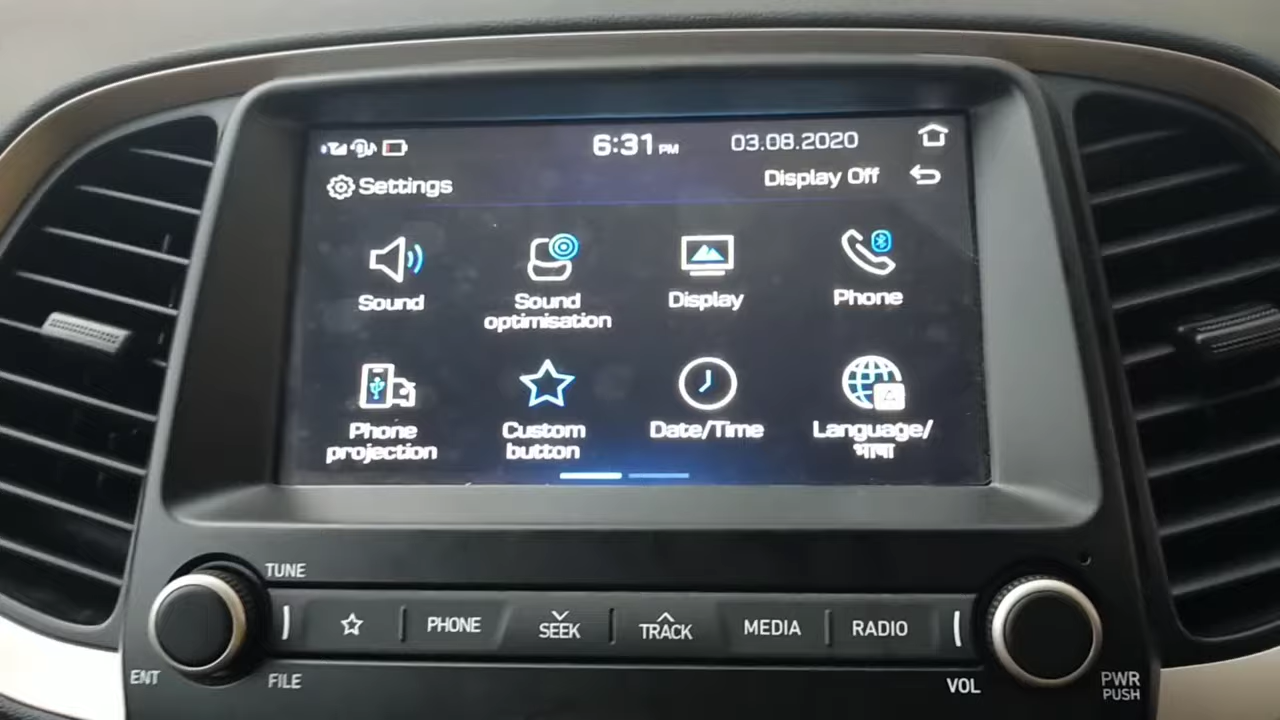 6:31 PM 03.08.2020
Settings Display Off
Sound Sound optimisation Display Phone
Phone projection Custom button Date/Time Language/भाषा
TUNE
PHONE SEEK TRACK MEDIA RADIO
ENT FILE VOL PWR PUSH